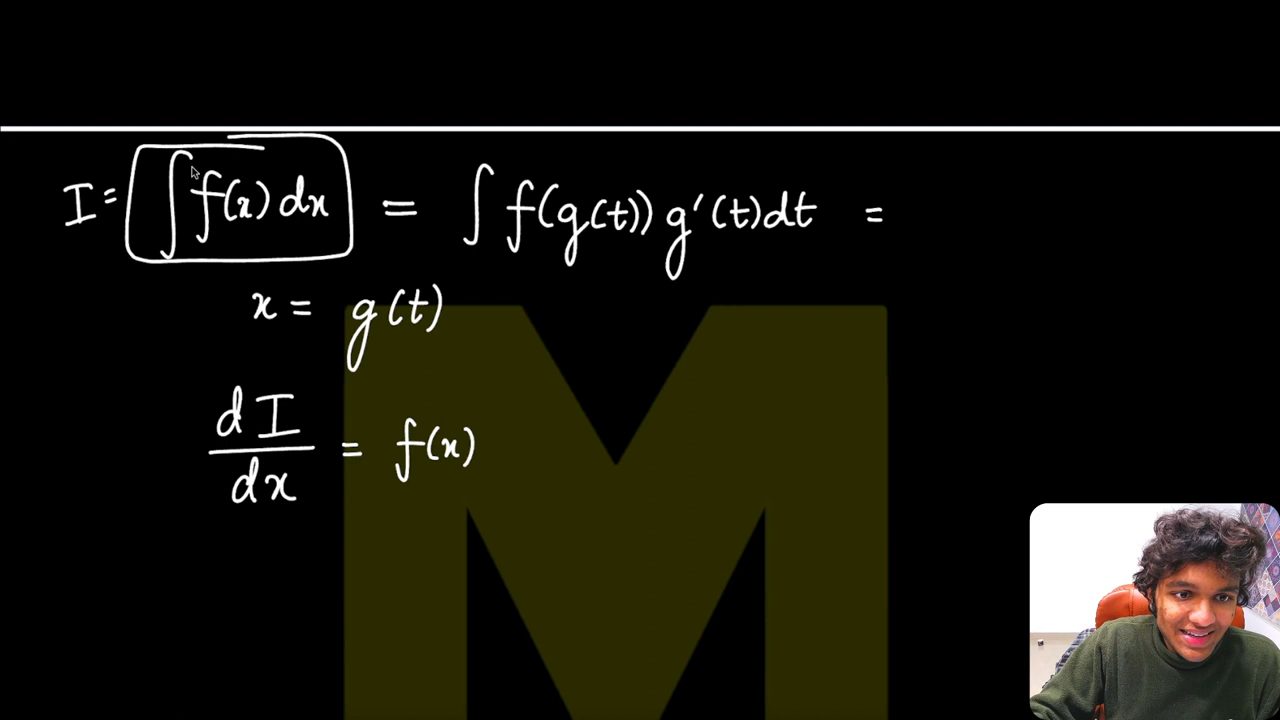 I = ∫ f(x) dx = ∫ f(g(t)) g'(t) dt =
x = g(t)
dI/dx = f(x)
M